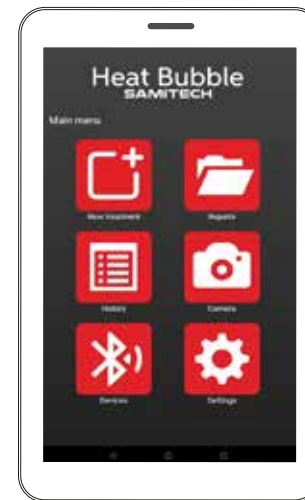 Heat Bubble
SAMITECH
Main menu
New treatment
Reports
History
Camera
Devices
Settings